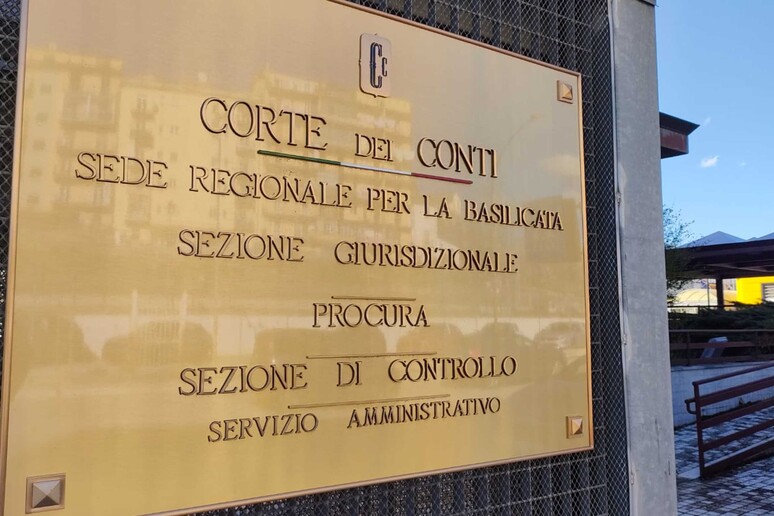 Cc
CORTE DEI CONTI
SEDE REGIONALE PER LA BASILICATA
SEZIONE GIURISDIZIONALE
PROCURA
SEZIONE DI CONTROLLO
SERVIZIO AMMINISTRATIVO